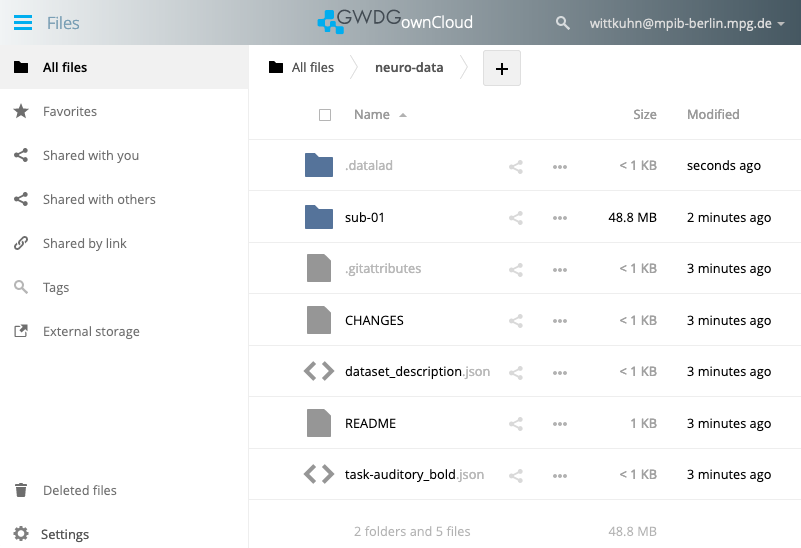 Files
GWDG ownCloud
wittkuhn@mpib-berlin.mpg.de
All files
Favorites
Shared with you
Shared with others
Shared by link
Tags
External storage
Deleted files
Settings
All files neuro-data +
Name Size Modified
.datalad < 1 KB seconds ago
sub-01 48.8 MB 2 minutes ago
.gitattributes < 1 KB 3 minutes ago
CHANGES < 1 KB 3 minutes ago
dataset_description.json < 1 KB 3 minutes ago
README 1 KB 3 minutes ago
task-auditory_bold.json < 1 KB 3 minutes ago
2 folders and 5 files 48.8 MB